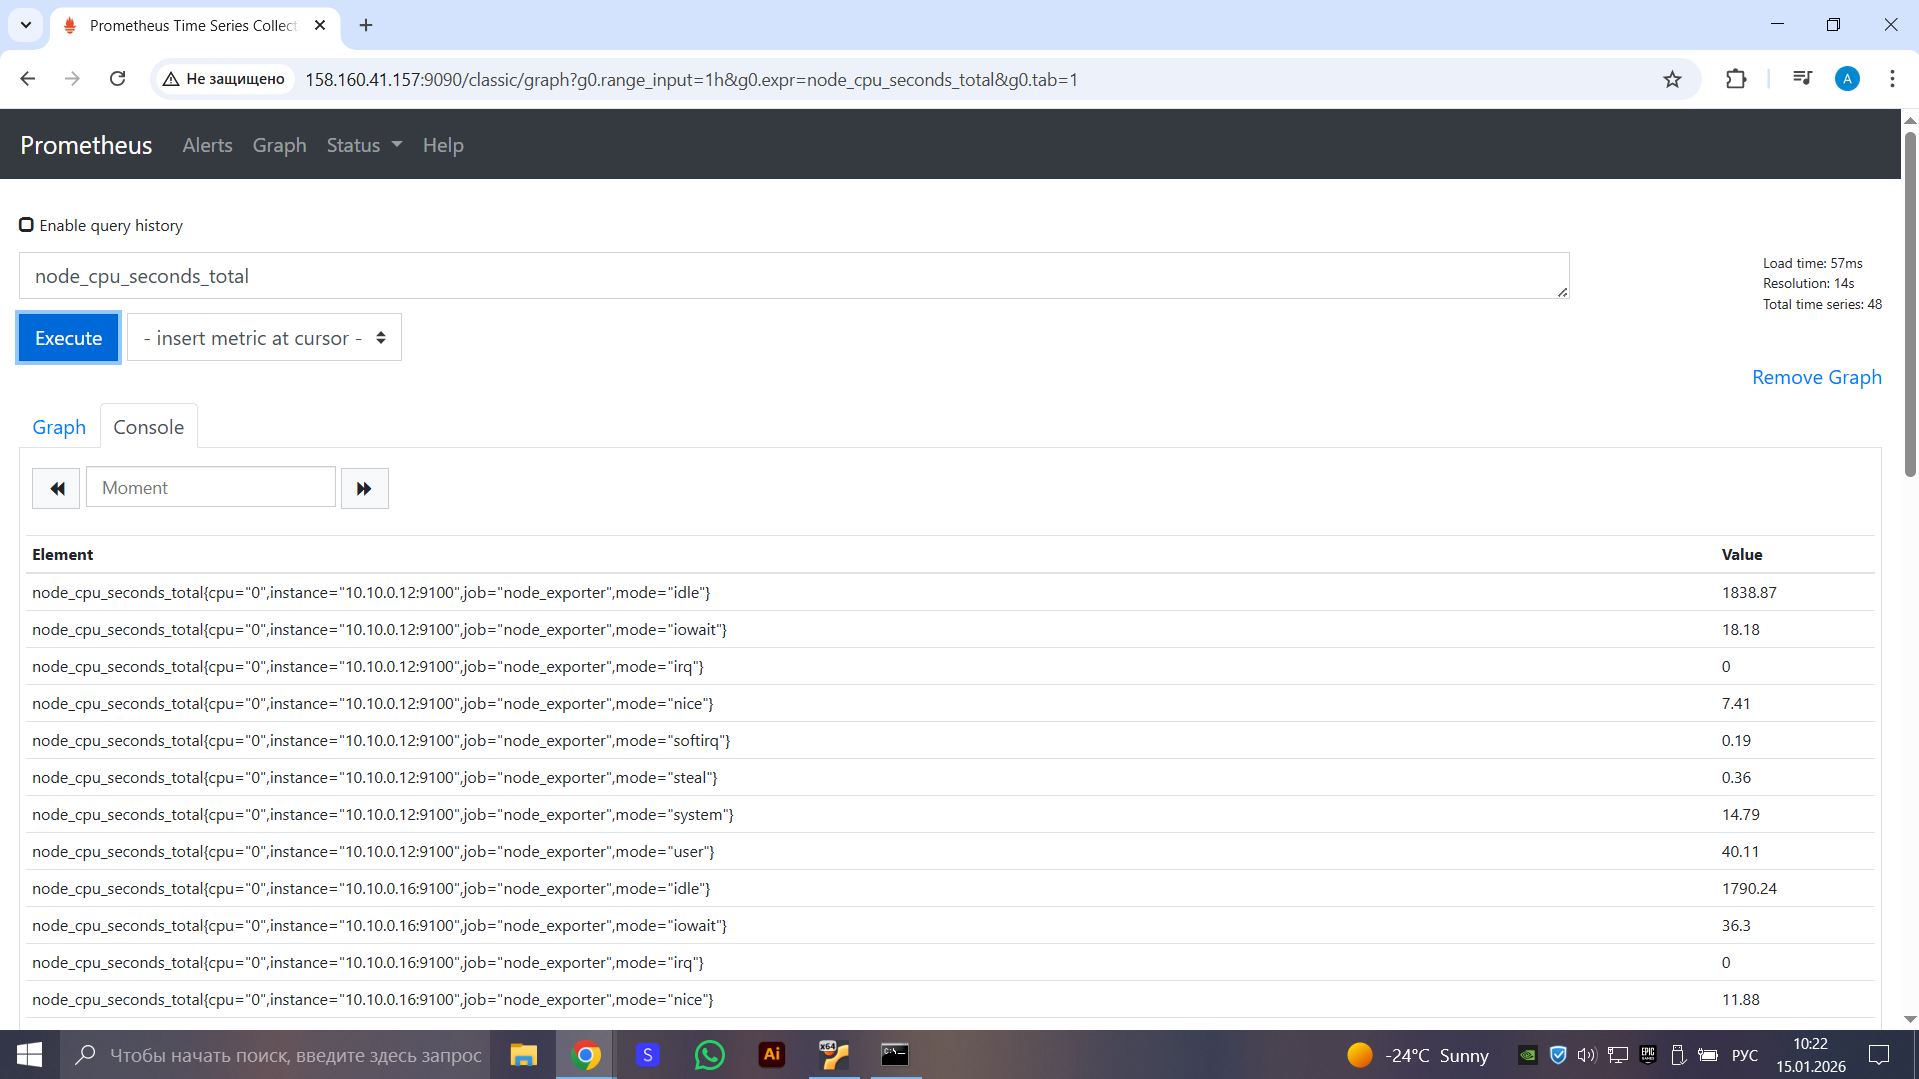 Prometheus Time Series Collect
Не защищено 158.160.41.157:9090/classic/graph?g0.range_input=1h&g0.expr=node_cpu_seconds_total&g0.tab=1
A
Prometheus Alerts Graph Status Help
Enable query history
node_cpu_seconds_total
Load time: 57ms
Resolution: 14s
Total time series: 48
Execute - insert metric at cursor -
Remove Graph
Graph Console
Moment
Element Value
node_cpu_seconds_total{cpu="0",instance="10.10.0.12:9100",job="node_exporter",mode="idle"} 1838.87
node_cpu_seconds_total{cpu="0",instance="10.10.0.12:9100",job="node_exporter",mode="iowait"} 18.18
node_cpu_seconds_total{cpu="0",instance="10.10.0.12:9100",job="node_exporter",mode="irq"} 0
node_cpu_seconds_total{cpu="0",instance="10.10.0.12:9100",job="node_exporter",mode="nice"} 7.41
node_cpu_seconds_total{cpu="0",instance="10.10.0.12:9100",job="node_exporter",mode="softirq"} 0.19
node_cpu_seconds_total{cpu="0",instance="10.10.0.12:9100",job="node_exporter",mode="steal"} 0.36
node_cpu_seconds_total{cpu="0",instance="10.10.0.12:9100",job="node_exporter",mode="system"} 14.79
node_cpu_seconds_total{cpu="0",instance="10.10.0.12:9100",job="node_exporter",mode="user"} 40.11
node_cpu_seconds_total{cpu="0",instance="10.10.0.16:9100",job="node_exporter",mode="idle"} 1790.24
node_cpu_seconds_total{cpu="0",instance="10.10.0.16:9100",job="node_exporter",mode="iowait"} 36.3
node_cpu_seconds_total{cpu="0",instance="10.10.0.16:9100",job="node_exporter",mode="irq"} 0
node_cpu_seconds_total{cpu="0",instance="10.10.0.16:9100",job="node_exporter",mode="nice"} 11.88
Чтобы начать поиск, введите здесь запрос S Ai x64 -24°C Sunny EPIC GAMES РУС 10:22
15.01.2026